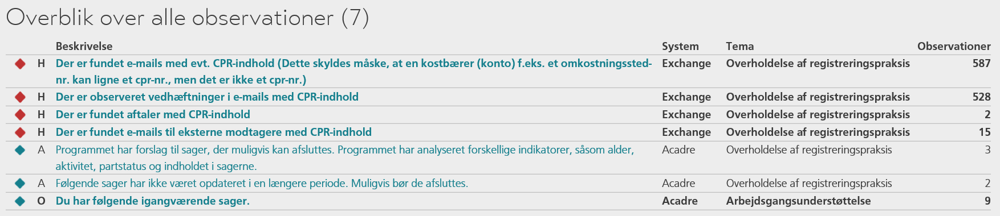 Overblik over alle observationer (7)
Beskrivelse System Tema Observationer
H Der er fundet e-mails med evt. CPR-indhold (Dette skyldes måske, at en kostbærer (konto) f.eks. et omkostningssted- Exchange Overholdelse af registreringspraksis 587
nr. kan ligne et cpr-nr., men det er ikke et cpr-nr.)
H Der er observeret vedhæftninger i e-mails med CPR-indhold Exchange Overholdelse af registreringspraksis 528
H Der er fundet aftaler med CPR-indhold Exchange Overholdelse af registreringspraksis 2
H Der er fundet e-mails til eksterne modtagere med CPR-indhold Exchange Overholdelse af registreringspraksis 15
A Programmet har forslag til sager, der muligvis kan afsluttes. Programmet har analyseret forskellige indikatorer, såsom alder, Acadre Overholdelse af registreringspraksis 3
aktivitet, partstatus og indholdet i sagerne.
A Følgende sager har ikke været opdateret i en længere periode. Muligvis bør de afsluttes. Acadre Overholdelse af registreringspraksis 2
O Du har følgende igangværende sager. Acadre Arbejdsgangsunderstøttelse 9